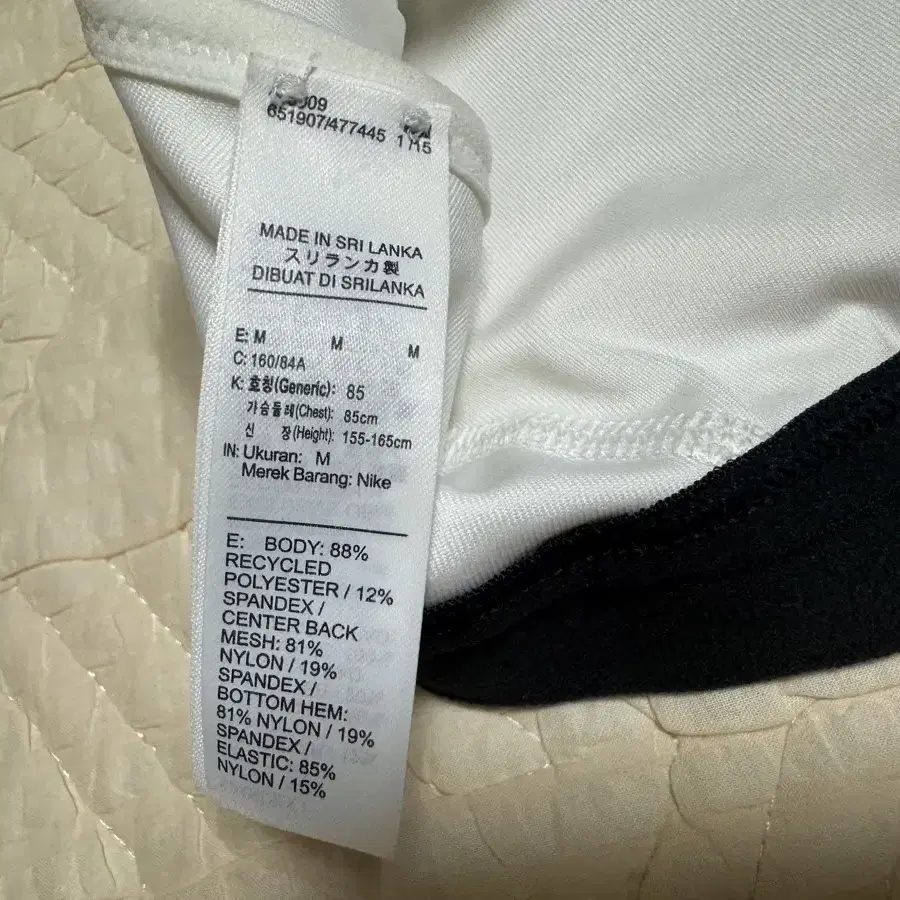 651907/477445 1/15
MADE IN SRI LANKA
スリランカ製
DIBUAT DI SRILANKA
E: M M M
C: 160/84A
K: 호칭(Generic): 85
가슴둘레(Chest): 85cm
신 장(Height): 155-165cm
IN: Ukuran: M
Merek Barang: Nike
E: BODY: 88%
RECYCLED
POLYESTER / 12%
SPANDEX /
CENTER BACK
MESH: 81%
NYLON / 19%
SPANDEX /
BOTTOM HEM:
81% NYLON / 19%
SPANDEX /
ELASTIC: 85%
NYLON / 15%